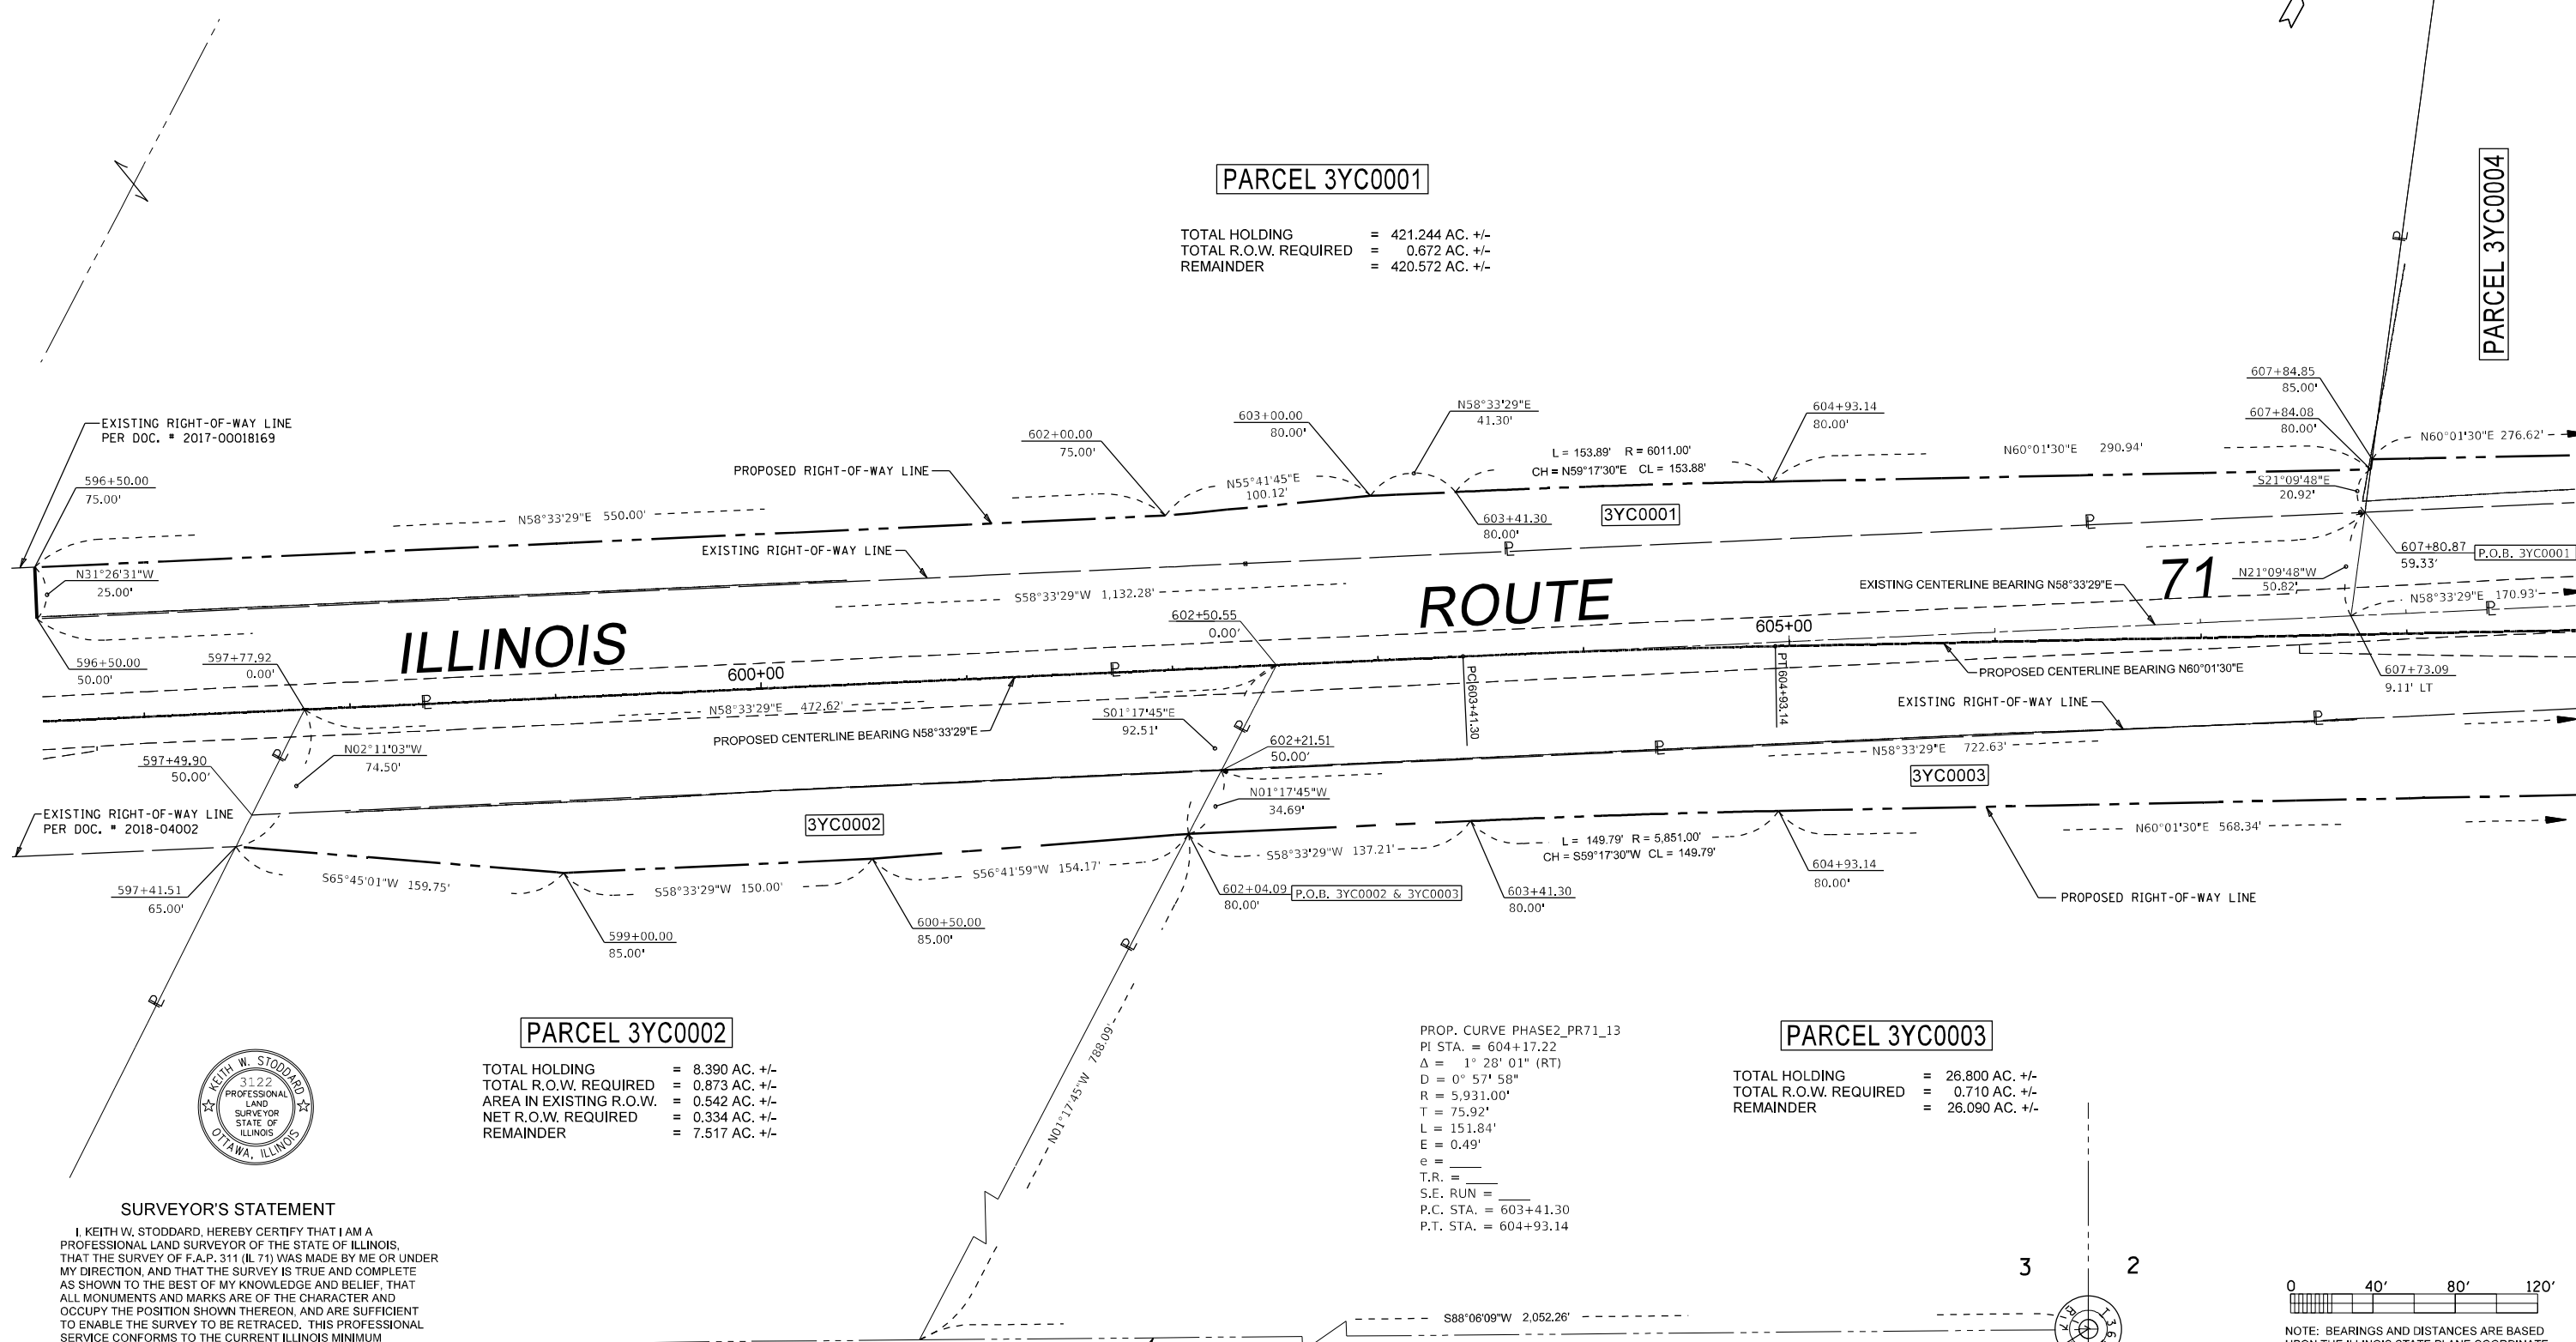 PARCEL 3YC0001
TOTAL HOLDING = 421.244 AC. +/-
TOTAL R.O.W. REQUIRED = 0.672 AC. +/-
REMAINDER = 420.572 AC. +/-
PARCEL 3YC0004
EXISTING RIGHT-OF-WAY LINE
PER DOC. # 2017-00018169
596+50.00
75.00'
N31°26'31"W
25.00'
596+50.00
50.00'
N58°33'29"E 550.00'
PROPOSED RIGHT-OF-WAY LINE
EXISTING RIGHT-OF-WAY LINE
602+00.00
75.00'
N55°41'45"E
100.12'
603+00.00
80.00'
N58°33'29"E
41.30'
603+41.30
80.00'
L = 153.89' R = 6011.00'
CH = N59°17'30"E CL = 153.88'
3YC0001
604+93.14
80.00'
N60°01'30"E 290.94'
607+84.85
85.00'
607+84.08
80.00'
N60°01'30"E 276.62'
S21°09'48"E
20.92'
607+80.87
59.33'
P.O.B. 3YC0001
N21°09'48"W
50.82'
N58°33'29"E 170.93'
607+73.09
9.11' LT
S58°33'29"W 1,132.28'
EXISTING CENTERLINE BEARING N58°33'29"E
ILLINOIS ROUTE 71
597+77.92
0.00'
600+00
602+50.55
0.00'
605+00
PC 603+41.30
PT 604+93.14
PROPOSED CENTERLINE BEARING N60°01'30"E
N58°33'29"E 472.62'
PROPOSED CENTERLINE BEARING N58°33'29"E
S01°17'45"E
92.51'
602+21.51
50.00'
N01°17'45"W
34.69'
EXISTING RIGHT-OF-WAY LINE
N58°33'29"E 722.63'
3YC0003
N02°11'03"W
74.50'
597+49.90
50.00'
EXISTING RIGHT-OF-WAY LINE
PER DOC. # 2018-04002
597+41.51
65.00'
3YC0002
S65°45'01"W 159.75'
599+00.00
85.00'
S58°33'29"W 150.00'
600+50.00
85.00'
S56°41'59"W 154.17'
602+04.09
80.00'
P.O.B. 3YC0002 & 3YC0003
S58°33'29"W 137.21'
603+41.30
80.00'
L = 149.79' R = 5,851.00'
CH = S59°17'30"W CL = 149.79'
604+93.14
80.00'
N60°01'30"E 568.34'
PROPOSED RIGHT-OF-WAY LINE
N01°17'45"W 788.09'
PARCEL 3YC0002
TOTAL HOLDING = 8.390 AC. +/-
TOTAL R.O.W. REQUIRED = 0.873 AC. +/-
AREA IN EXISTING R.O.W. = 0.542 AC. +/-
NET R.O.W. REQUIRED = 0.334 AC. +/-
REMAINDER = 7.517 AC. +/-
PROP. CURVE PHASE2_PR71_13
PI STA. = 604+17.22
Δ = 1° 28' 01" (RT)
D = 0° 57' 58"
R = 5,931.00'
T = 75.92'
L = 151.84'
E = 0.49'
e = ____
T.R. = ____
S.E. RUN = ____
P.C. STA. = 603+41.30
P.T. STA. = 604+93.14
PARCEL 3YC0003
TOTAL HOLDING = 26.800 AC. +/-
TOTAL R.O.W. REQUIRED = 0.710 AC. +/-
REMAINDER = 26.090 AC. +/-
KEITH W. STODDARD
3122
PROFESSIONAL
LAND
SURVEYOR
STATE OF
ILLINOIS
OTTAWA, ILLINOIS
SURVEYOR'S STATEMENT
I, KEITH W. STODDARD, HEREBY CERTIFY THAT I AM A
PROFESSIONAL LAND SURVEYOR OF THE STATE OF ILLINOIS,
THAT THE SURVEY OF F.A.P. 311 (IL 71) WAS MADE BY ME OR UNDER
MY DIRECTION, AND THAT THE SURVEY IS TRUE AND COMPLETE
AS SHOWN TO THE BEST OF MY KNOWLEDGE AND BELIEF, THAT
ALL MONUMENTS AND MARKS ARE OF THE CHARACTER AND
OCCUPY THE POSITION SHOWN THEREON, AND ARE SUFFICIENT
TO ENABLE THE SURVEY TO BE RETRACED. THIS PROFESSIONAL
SERVICE CONFORMS TO THE CURRENT ILLINOIS MINIMUM
S88°06'09"W 2,052.26'
3 2
0 40' 80' 120'
NOTE: BEARINGS AND DISTANCES ARE BASED
UPON THE ILLINOIS STATE PLANE COORDINATE